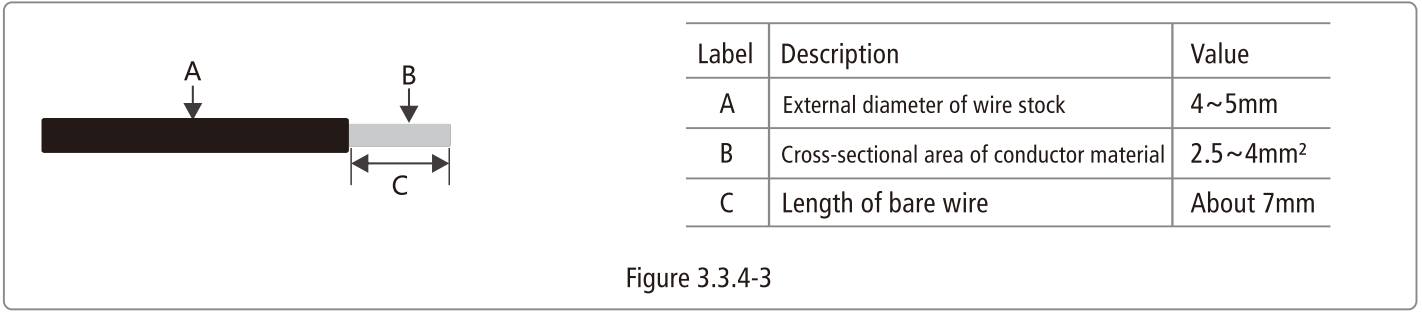 A
B
C
Label Description Value
A External diameter of wire stock 4~5mm
B Cross-sectional area of conductor material 2.5~4mm²
C Length of bare wire About 7mm
Figure 3.3.4-3